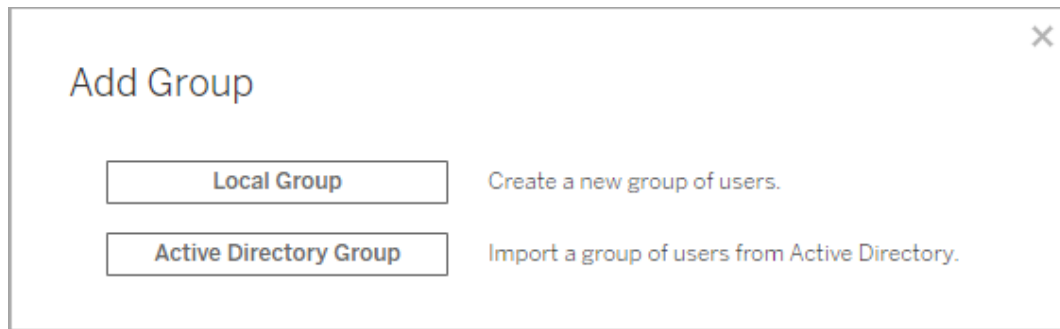 Add Group
Local Group Create a new group of users.
Active Directory Group Import a group of users from Active Directory.